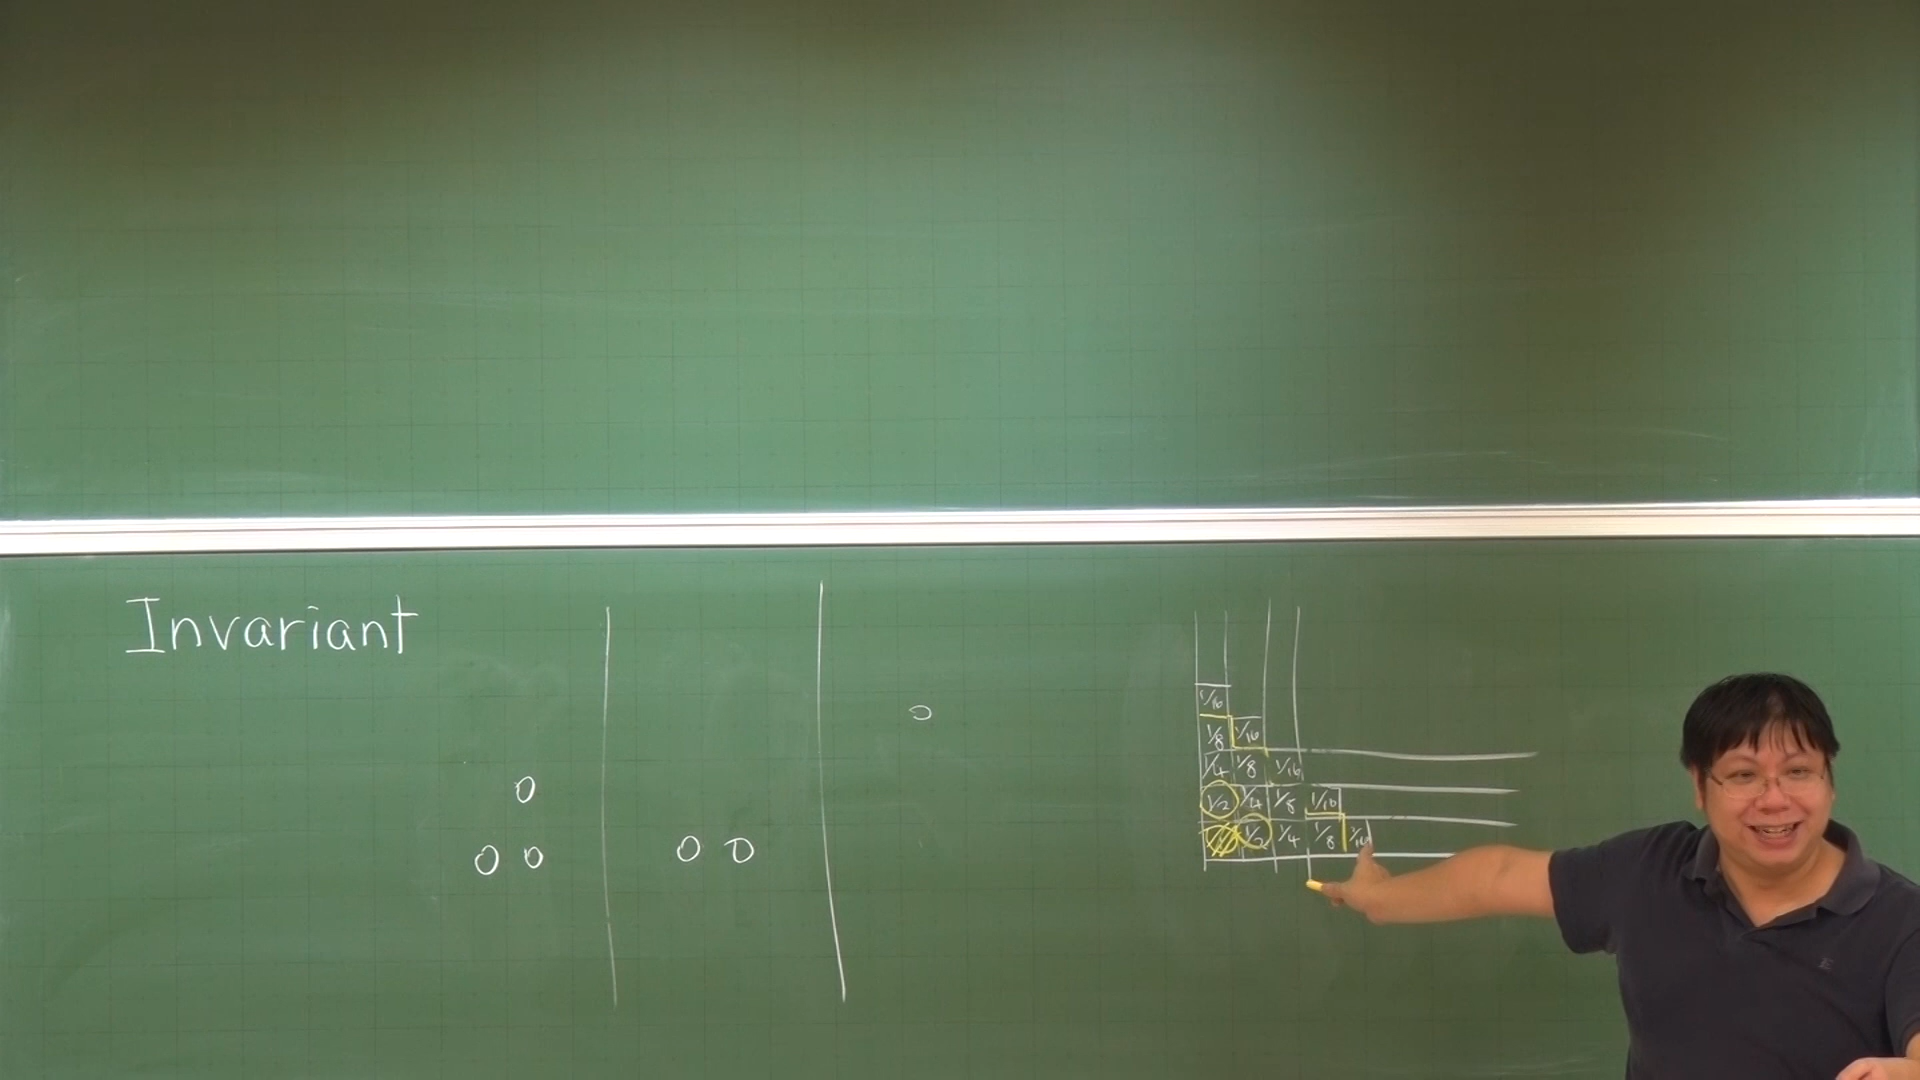 Invariant
1/16
1/8 1/16
1/4 1/8 1/16
1/2 1/4 1/8 1/16
1/2 1/4 1/8 1/16